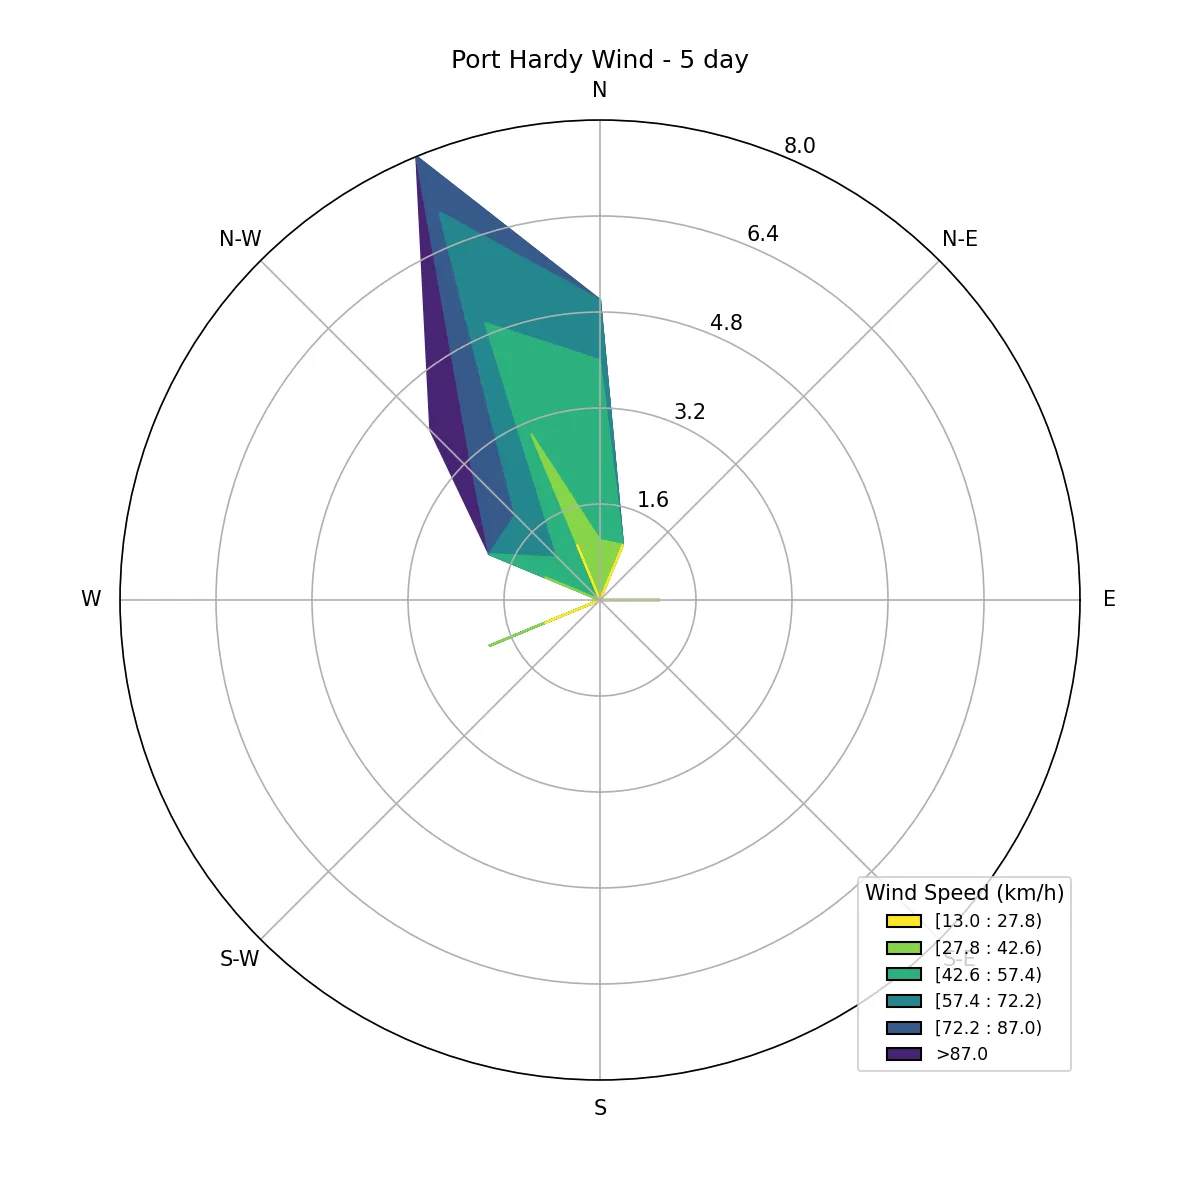 Port Hardy Wind - 5 day
N
8.0
N-W
6.4
N-E
4.8
3.2
1.6
W
E
Wind Speed (km/h)
[13.0 : 27.8)
[27.8 : 42.6)
S-W
S-E
[42.6 : 57.4)
[57.4 : 72.2)
[72.2 : 87.0)
>87.0
S